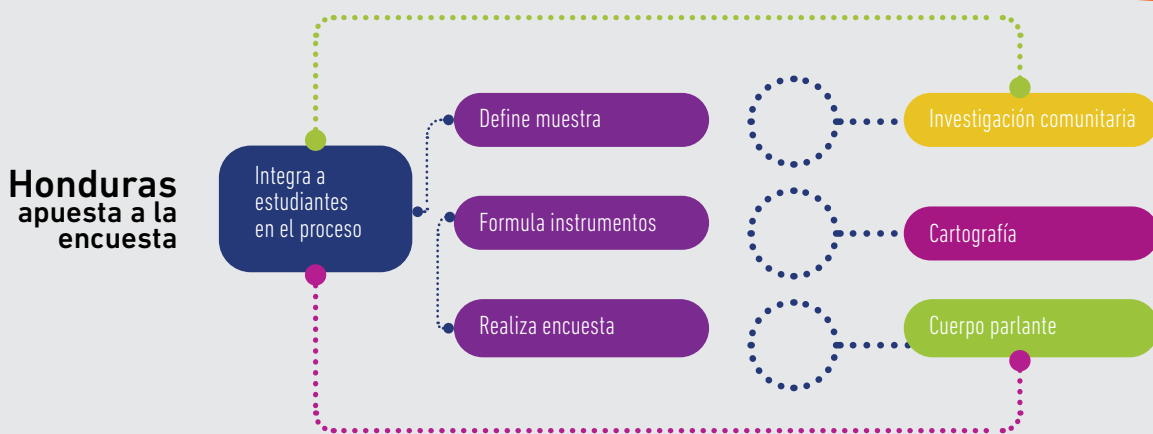 Honduras
apuesta a la
encuesta
Integra a
estudiantes
en el proceso
Define muestra
Formula instrumentos
Realiza encuesta
Investigación comunitaria
Cartografía
Cuerpo parlante